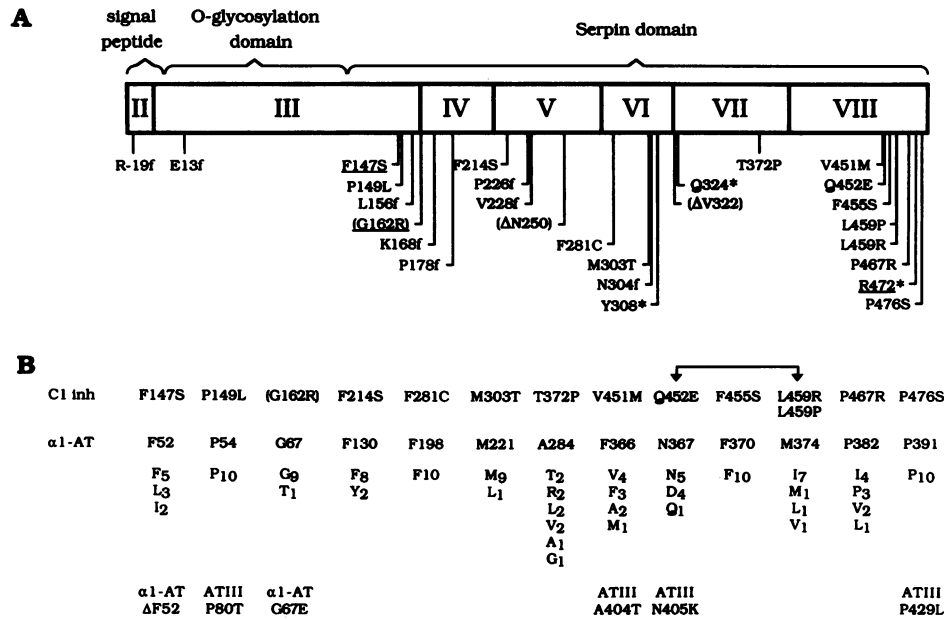 A
signal peptide
O-glycosylation domain
Serpin domain
II III IV V VI VII VIII
R-19f E13f F147S F214S Q324* T372P V451M
P149L P226f (ΔV322) Q452E
L156f V228f F455S
(G162R) (ΔN250) L459P
K168f F281C L459R
P178f M303T P467R
N304f R472*
Y308* P476S
B
C1 inh F147S P149L (G162R) F214S F281C M303T T372P V451M Q452E F455S L459R P467R P476S
L459P
α1-AT F52 P54 G67 F130 F198 M221 A284 F366 N367 F370 M374 P382 P391
F5 P10 G9 F8 F10 M9 T2 V4 N5 F10 I7 I4 P10
L3 T1 Y2 L1 R2 F3 D4 M1 P3
I2 L2 A2 Q1 L1 V2
V2 M1 V1 L1
A1
G1
α1-AT ATIII α1-AT ATIII ATIII ATIII
ΔF52 P80T G67E A404T N405K P429L